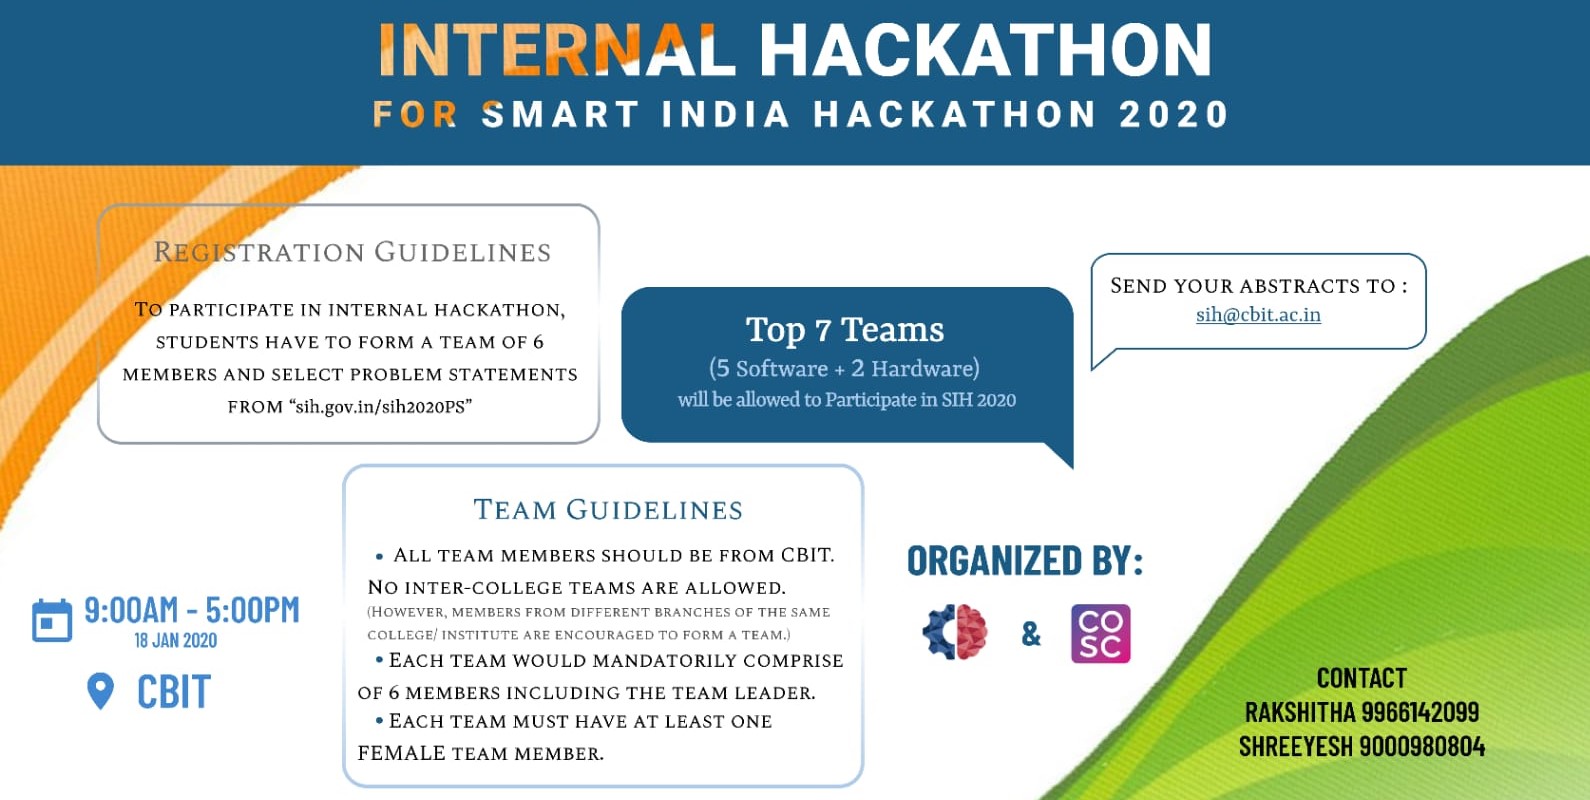 INTERNAL HACKATHON
FOR SMART INDIA HACKATHON 2020
Registration Guidelines
To participate in internal hackathon,
students have to form a team of 6
members and select problem statements
from “sih.gov.in/sih2020PS”
Top 7 Teams
(5 Software + 2 Hardware)
will be allowed to Participate in SIH 2020
Send your abstracts to :
sih@cbit.ac.in
Team Guidelines
• All team members should be from CBIT.
No inter-college teams are allowed.
(However, members from different branches of the same
college/ institute are encouraged to form a team.)
• Each team would mandatorily comprise
of 6 members including the team leader.
• Each team must have at least one
FEMALE team member.
9:00AM - 5:00PM
18 JAN 2020
CBIT
ORGANIZED BY:
&
CO
SC
CONTACT
RAKSHITHA 9966142099
SHREEYESH 9000980804